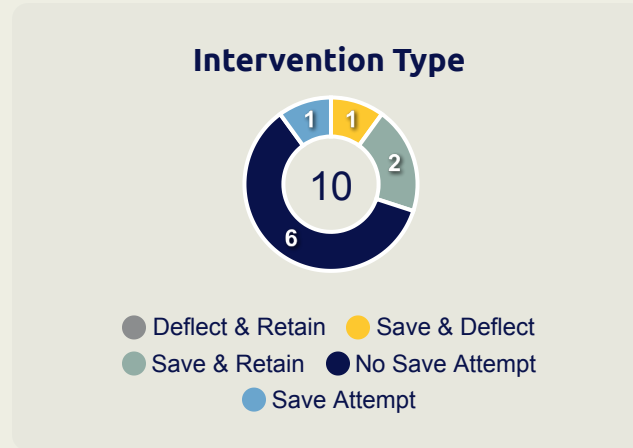 Intervention Type
1 1
2
10
6
Deflect & Retain Save & Deflect
Save & Retain No Save Attempt
Save Attempt